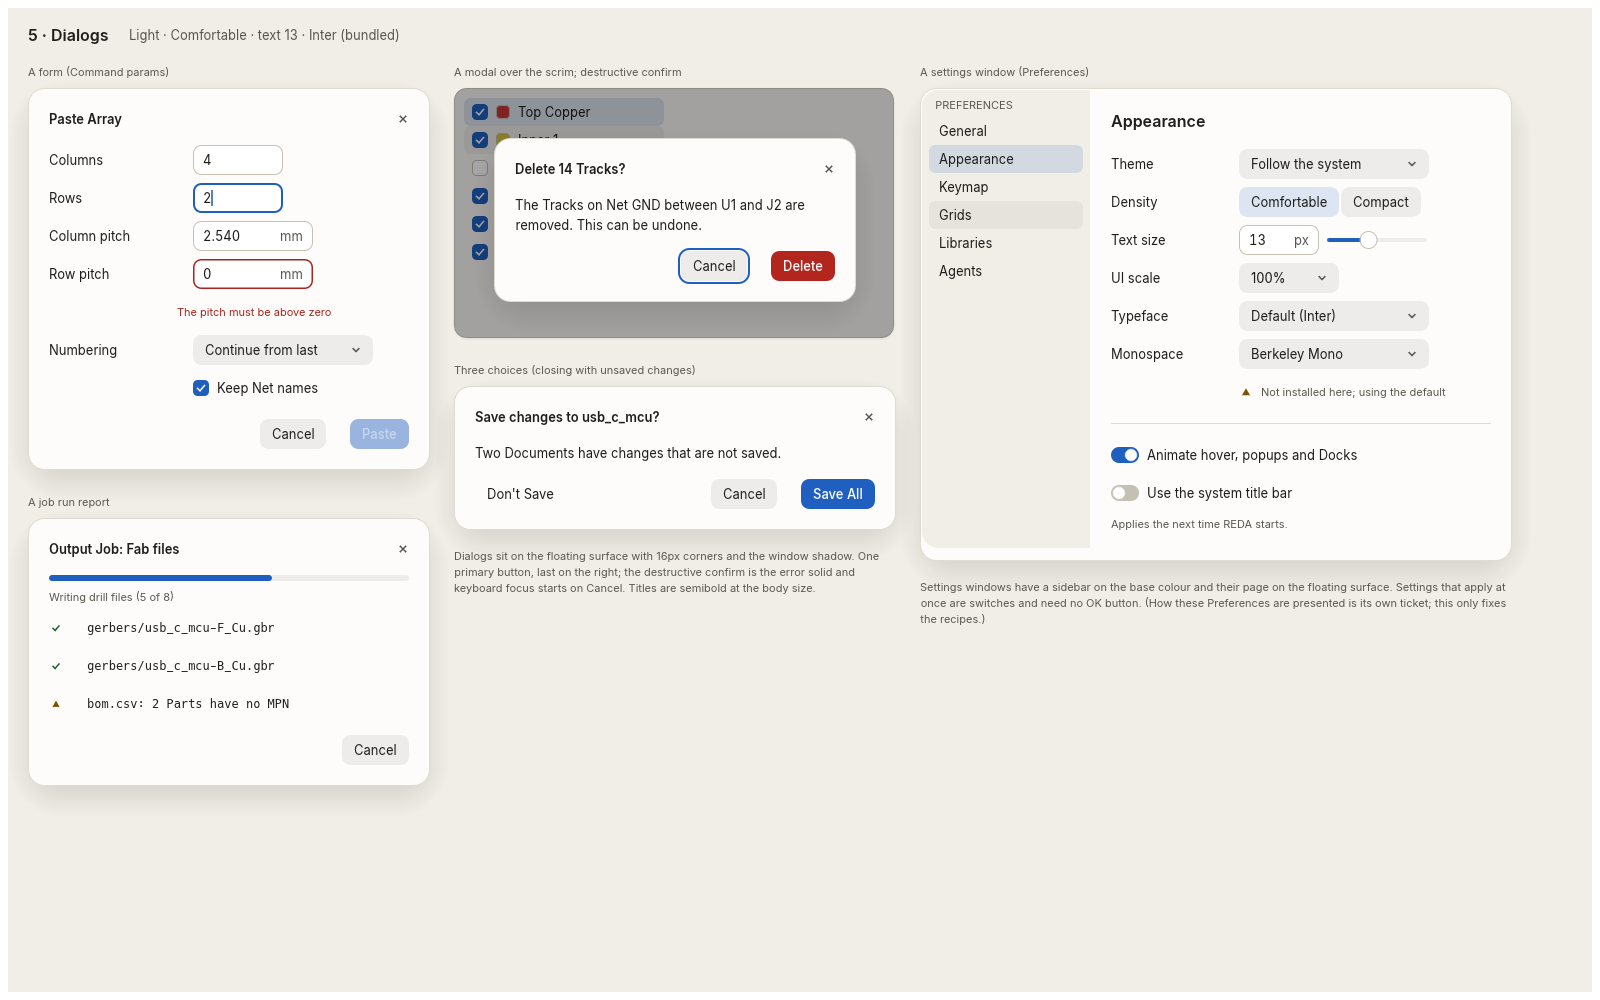 5 · Dialogs
Light · Comfortable · text 13 · Inter (bundled)
A form (Command params)
Paste Array
×
Columns
4
Rows
2
Column pitch
2.540 mm
Row pitch
0 mm
The pitch must be above zero
Numbering
Continue from last
Keep Net names
Cancel
Paste
A job run report
Output Job: Fab files
×
Writing drill files (5 of 8)
gerbers/usb_c_mcu-F_Cu.gbr
gerbers/usb_c_mcu-B_Cu.gbr
bom.csv: 2 Parts have no MPN
Cancel
A modal over the scrim; destructive confirm
Top Copper
Inner 1
Delete 14 Tracks?
×
The Tracks on Net GND between U1 and J2 are
removed. This can be undone.
Cancel
Delete
Three choices (closing with unsaved changes)
Save changes to usb_c_mcu?
×
Two Documents have changes that are not saved.
Don't Save
Cancel
Save All
Dialogs sit on the floating surface with 16px corners and the window shadow. One
primary button, last on the right; the destructive confirm is the error solid and
keyboard focus starts on Cancel. Titles are semibold at the body size.
A settings window (Preferences)
PREFERENCES
General
Appearance
Keymap
Grids
Libraries
Agents
Appearance
Theme
Follow the system
Density
Comfortable
Compact
Text size
13 px
UI scale
100%
Typeface
Default (Inter)
Monospace
Berkeley Mono
Not installed here; using the default
Animate hover, popups and Docks
Use the system title bar
Applies the next time REDA starts.
Settings windows have a sidebar on the base colour and their page on the floating surface. Settings that apply at
once are switches and need no OK button. (How these Preferences are presented is its own ticket; this only fixes
the recipes.)